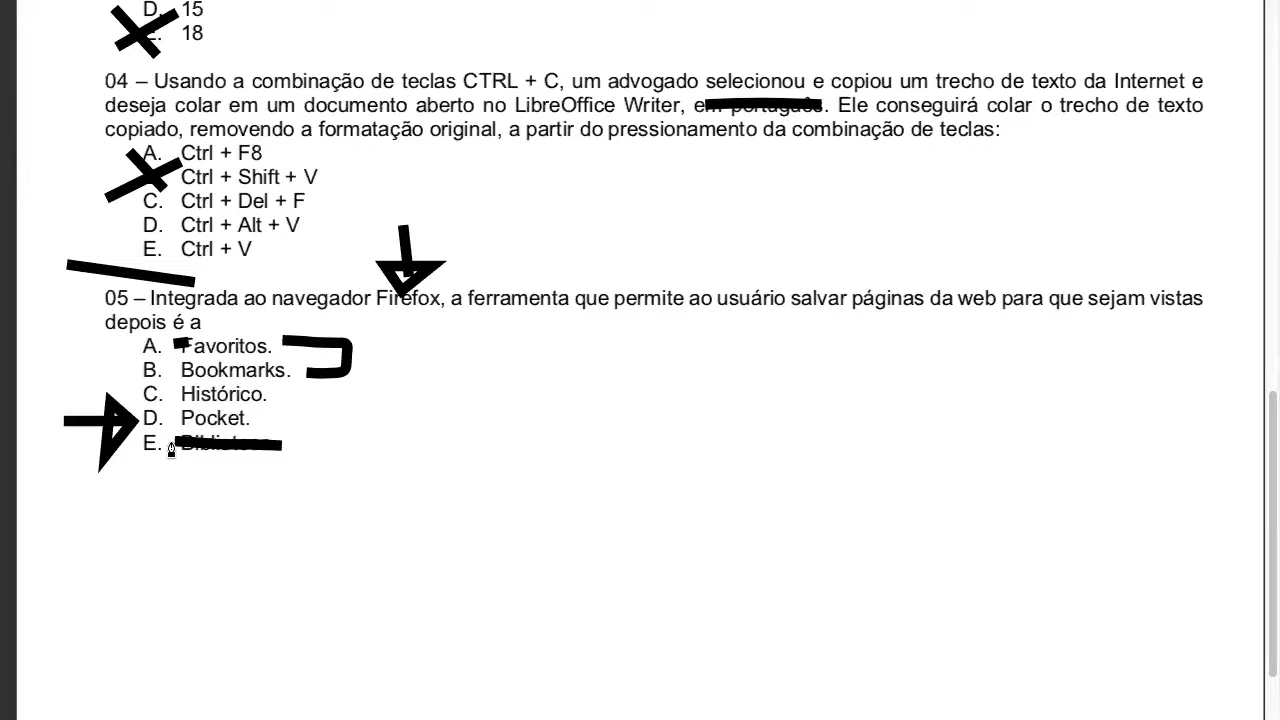 D. 15
18
04 – Usando a combinação de teclas CTRL + C, um advogado selecionou e copiou um trecho de texto da Internet e
deseja colar em um documento aberto no LibreOffice Writer, em português. Ele conseguirá colar o trecho de texto
copiado, removendo a formatação original, a partir do pressionamento da combinação de teclas:
A. Ctrl + F8
Ctrl + Shift + V
C. Ctrl + Del + F
D. Ctrl + Alt + V
E. Ctrl + V
05 – Integrada ao navegador Firefox, a ferramenta que permite ao usuário salvar páginas da web para que sejam vistas
depois é a
A. Favoritos.
B. Bookmarks.
C. Histórico.
D. Pocket.
E.